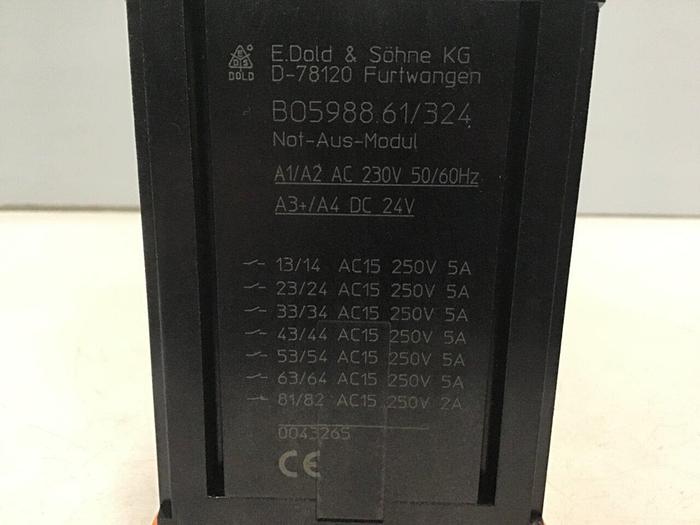 E
D S
DOLD
E.Dold & Söhne KG
D-78120 Furtwangen
BO5988.61/324
Not-Aus-Modul
A1/A2 AC 230V 50/60Hz
A3+/A4 DC 24V
13/14 AC15 250V 5A
23/24 AC15 250V 5A
33/34 AC15 250V 5A
43/44 AC15 250V 5A
53/54 AC15 250V 5A
63/64 AC15 250V 5A
81/82 AC15 250V 2A
0043265
CE